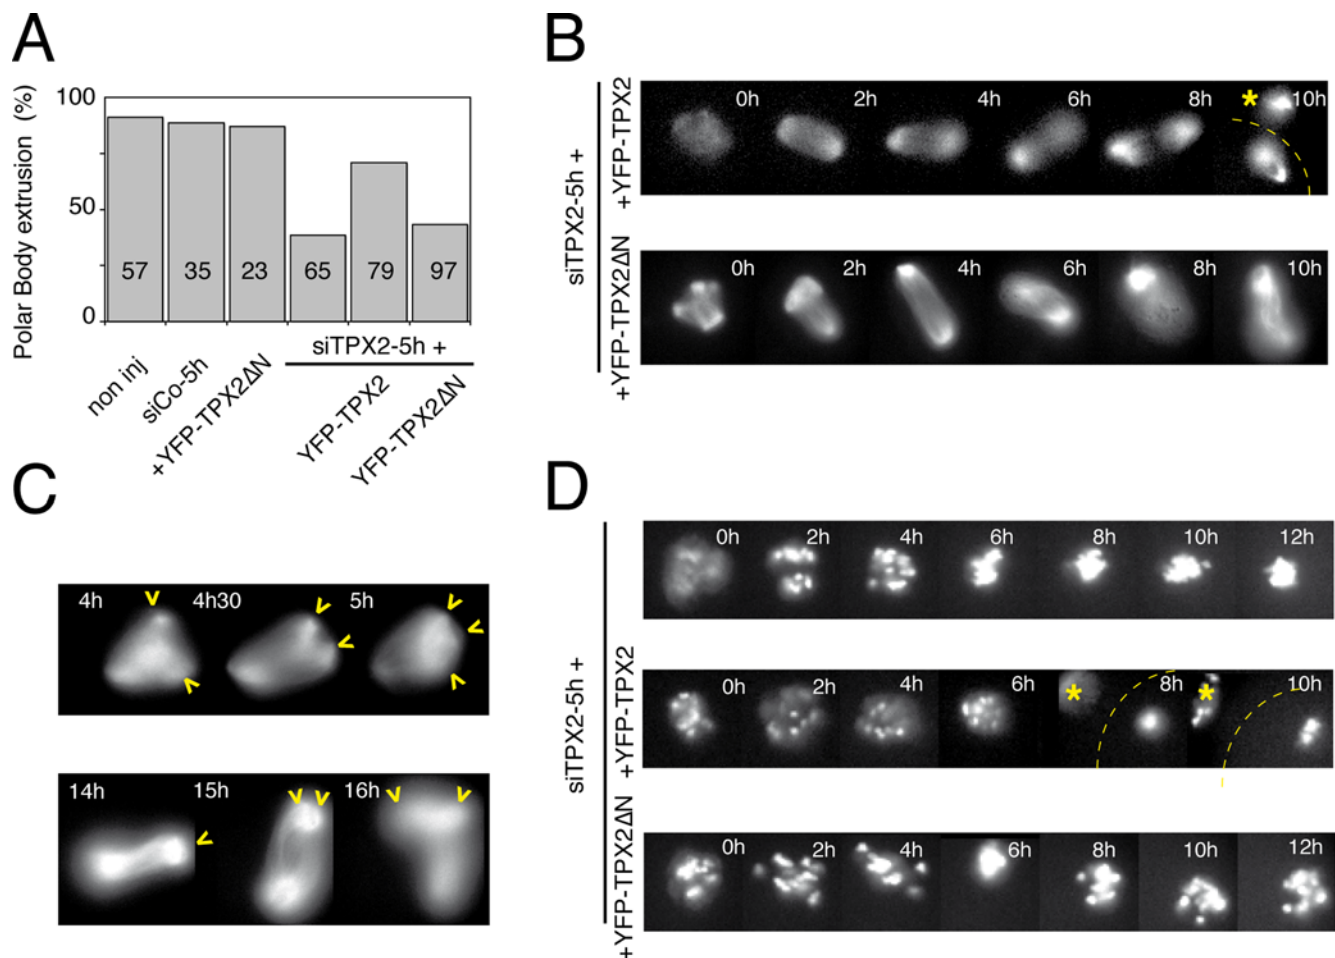 A
Polar Body extrusion (%)
100
50
0
57 35 23 65 79 97
siTPX2-5h +
non inj
siCo-5h
+YFP-TPX2ΔN
YFP-TPX2
YFP-TPX2ΔN
B
siTPX2-5h +
+YFP-TPX2
0h 2h 4h 6h 8h * 10h
+YFP-TPX2ΔN
0h 2h 4h 6h 8h 10h
C
4h 4h30 5h
14h 15h 16h
D
siTPX2-5h +
0h 2h 4h 6h 8h 10h 12h
+YFP-TPX2
0h 2h 4h 6h * 8h * 10h
+YFP-TPX2ΔN
0h 2h 4h 6h 8h 10h 12h